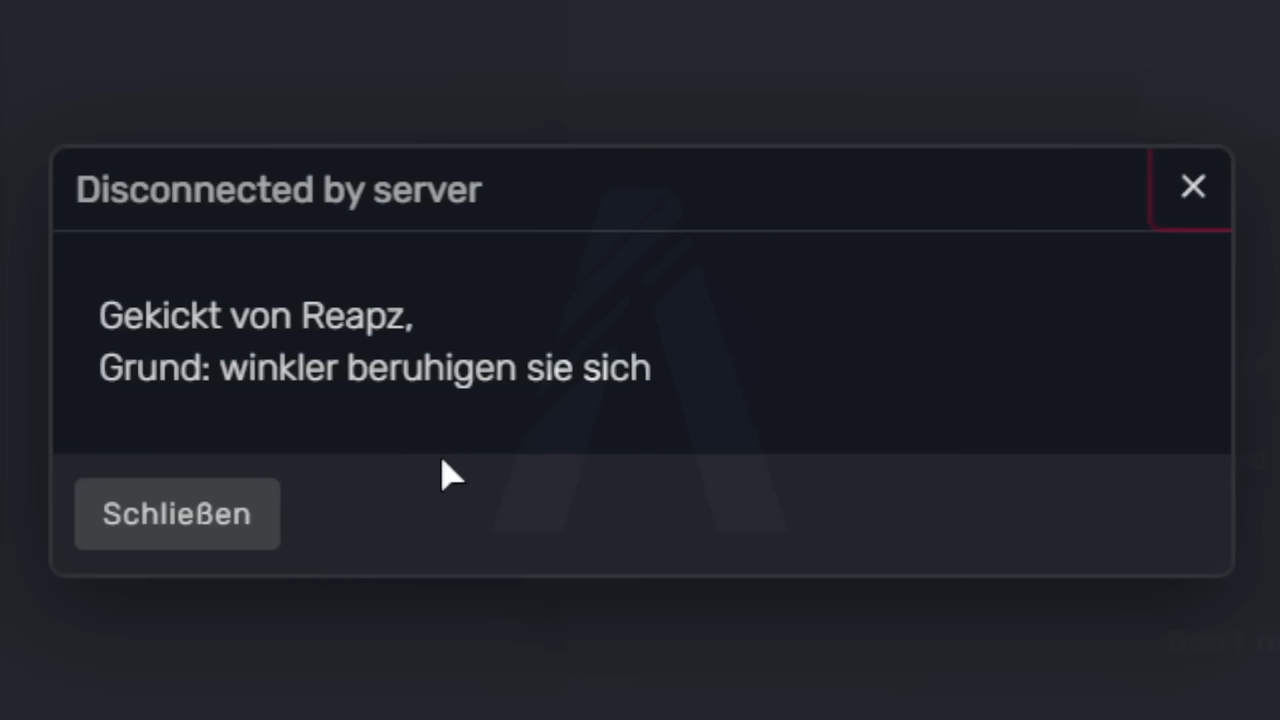 Disconnected by server
Gekickt von Reapz,
Grund: winkler beruhigen sie sich
Schließen